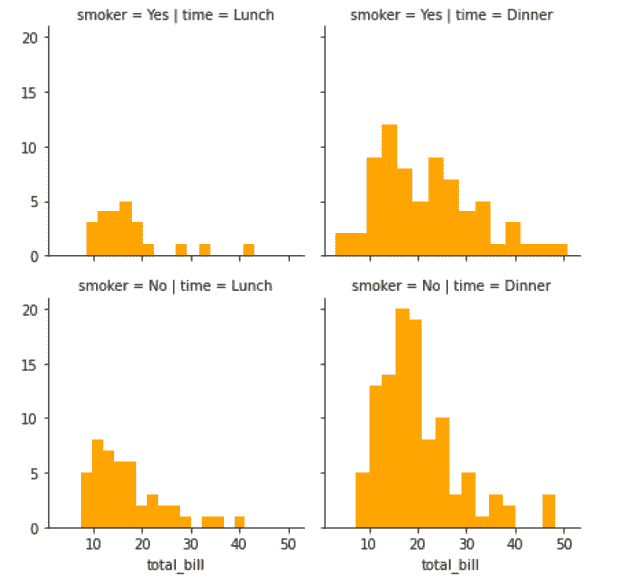 smoker = Yes | time = Lunch
smoker = Yes | time = Dinner
20
15
10
5
0
smoker = No | time = Lunch
smoker = No | time = Dinner
20
15
10
5
0
10 20 30 40 50
10 20 30 40 50
total_bill
total_bill